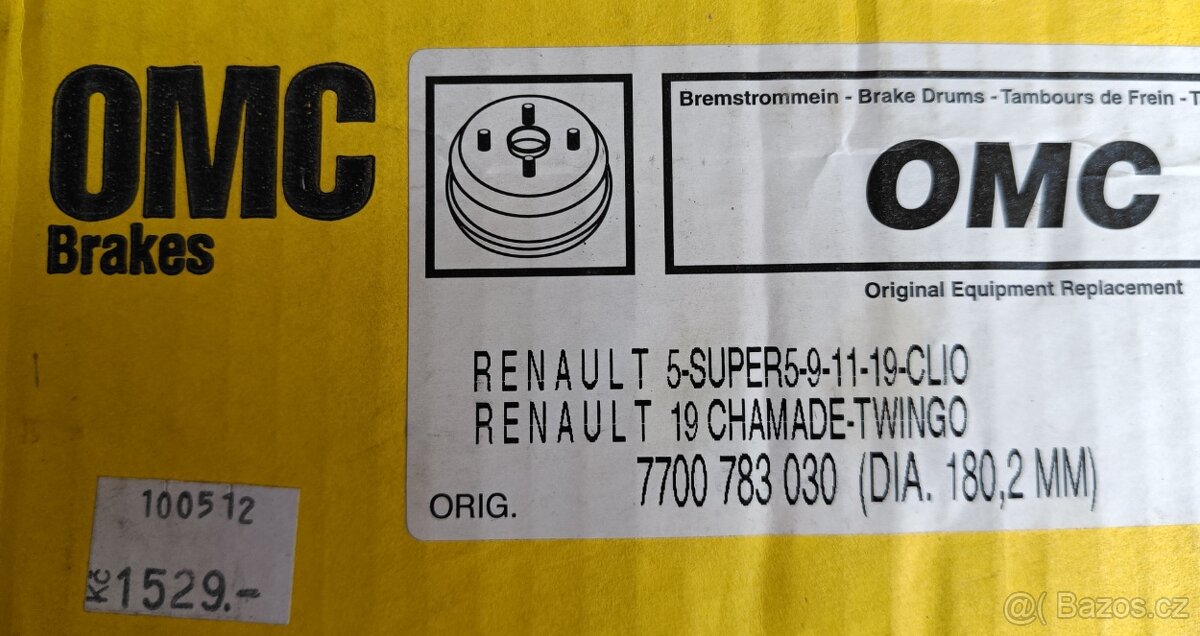 OMC
Brakes
Bremstrommein - Brake Drums - Tambours de Frein - T
OMC
Original Equipment Replacement
RENAULT 5-SUPER5-9-11-19-CLIO
RENAULT 19 CHAMADE-TWINGO
7700 783 030 (DIA. 180,2 MM)
ORIG.
100512
Kč 1529.-
@( Bazos.cz